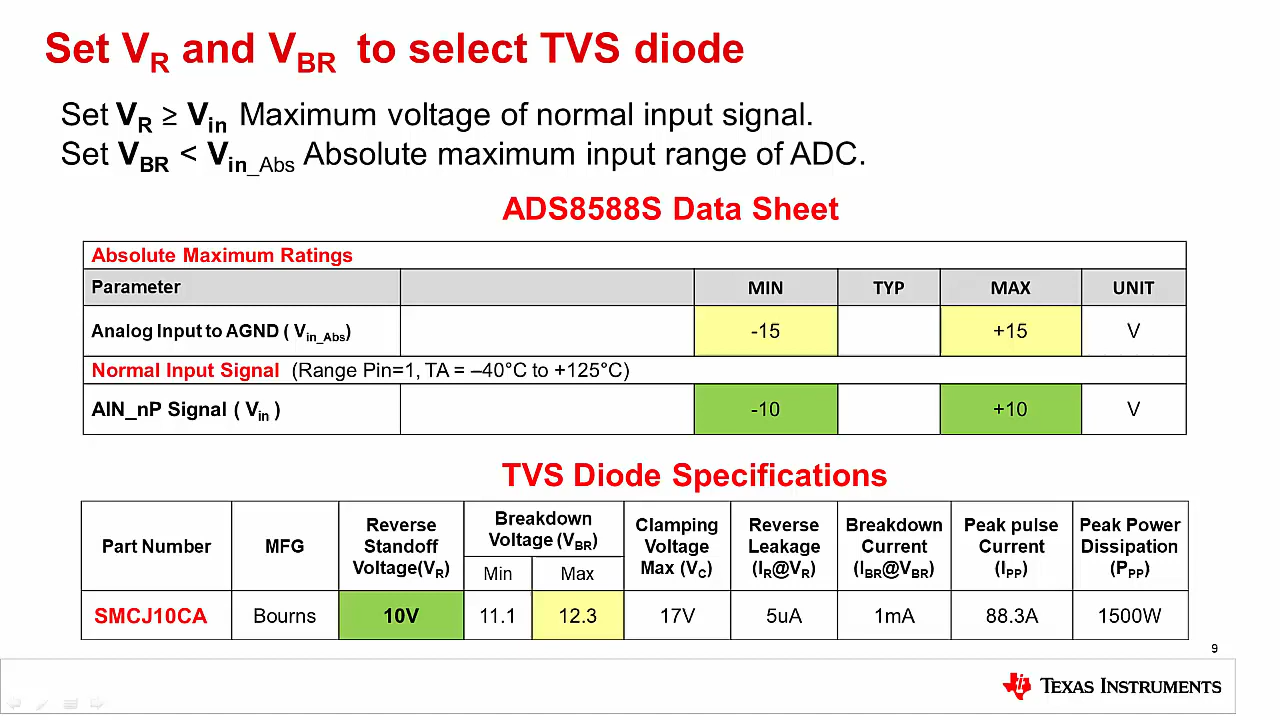 Set VR and VBR to select TVS diode
Set VR ≥ Vin Maximum voltage of normal input signal.
Set VBR < Vin_Abs Absolute maximum input range of ADC.
ADS8588S Data Sheet
Absolute Maximum Ratings
Parameter MIN TYP MAX UNIT
Analog Input to AGND ( Vin_Abs) -15 +15 V
Normal Input Signal (Range Pin=1, TA = –40°C to +125°C)
AIN_nP Signal ( Vin ) -10 +10 V
TVS Diode Specifications
Part Number
MFG
Reverse
Standoff
Voltage(VR)
Breakdown
Voltage (VBR)
Min Max
Clamping
Voltage
Max (VC)
Reverse
Leakage
(IR@VR)
Breakdown
Current
(IBR@VBR)
Peak pulse
Current
(IPP)
Peak Power
Dissipation
(PPP)
SMCJ10CA Bourns 10V 11.1 12.3 17V 5uA 1mA 88.3A 1500W
9
TEXAS INSTRUMENTS